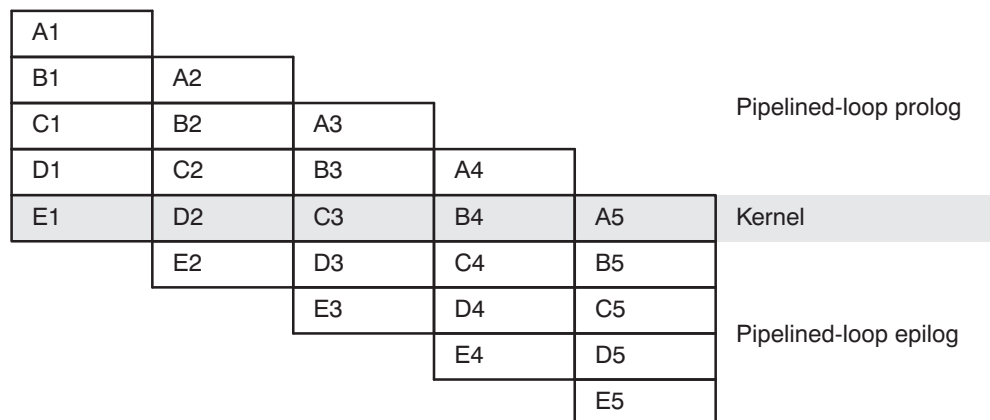 A1
B1 A2
C1 B2 A3
Pipelined-loop prolog
D1 C2 B3 A4
E1 D2 C3 B4 A5 Kernel
E2 D3 C4 B5
E3 D4 C5
Pipelined-loop epilog
E4 D5
E5